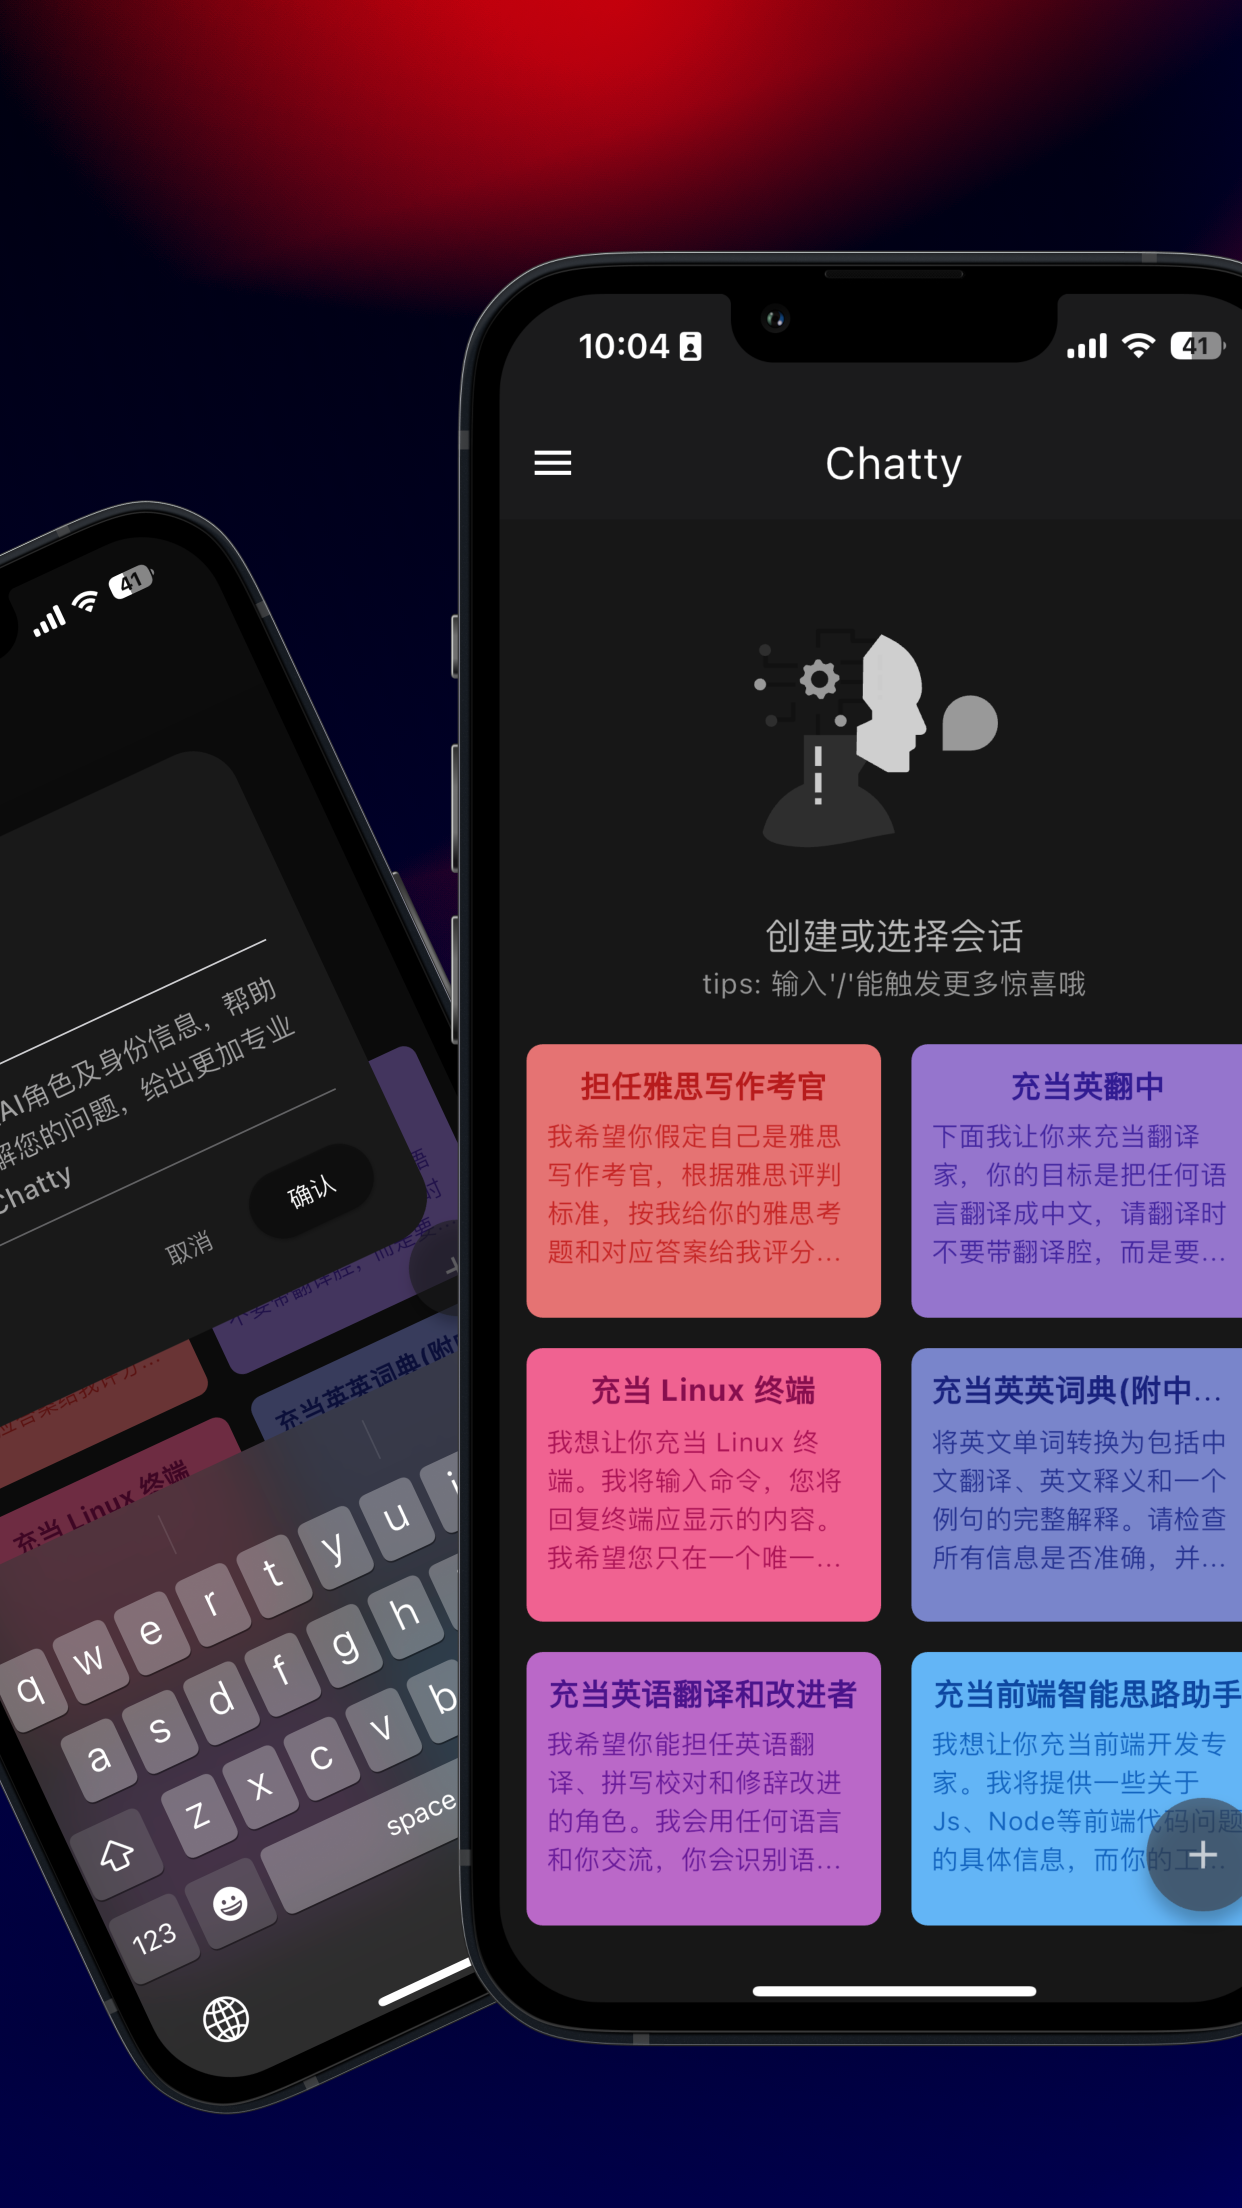 10:04
41
Chatty
创建或选择会话
tips: 输入'/'能触发更多惊喜哦
担任雅思写作考官
我希望你假定自己是雅思
写作考官，根据雅思评判
标准，按我给你的雅思考
题和对应答案给我评分...
充当英翻中
下面我让你来充当翻译
家，你的目标是把任何语
言翻译成中文，请翻译时
不要带翻译腔，而是要...
充当 Linux 终端
我想让你充当 Linux 终
端。我将输入命令，您将
回复终端应显示的内容。
我希望您只在一个唯一...
充当英英词典(附中...
将英文单词转换为包括中
文翻译、英文释义和一个
例句的完整解释。请检查
所有信息是否准确，并...
充当英语翻译和改进者
我希望你能担任英语翻
译、拼写校对和修辞改进
的角色。我会用任何语言
和你交流，你会识别语...
充当前端智能思路助手
我想让你充当前端开发专
家。我将提供一些关于
Js、Node等前端代码问题
的具体信息，而你的工...
41
AI角色及身份信息，帮助
解您的问题，给出更加专业
Chatty
取消
确认
不要带翻译腔，而是要
应答案给我评分...
充当英英词典(附中
充当 Linux 终端
q w e r t y u i
a s d f g h
z x c v b
123
space